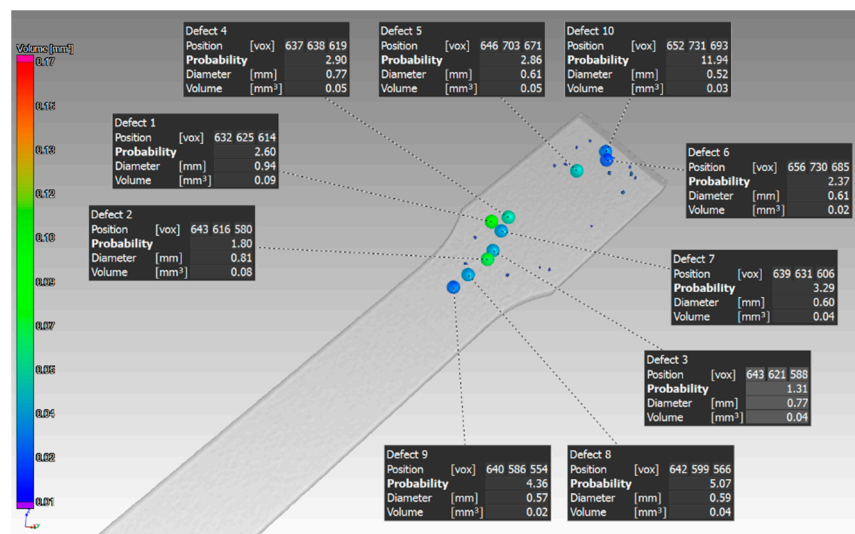 Volume [mm³]
0.17
0.15
0.13
0.12
0.10
0.09
0.07
0.05
0.04
0.02
0.01
Defect 4
Position [vox] 637 638 619
Probability 2.90
Diameter [mm] 0.77
Volume [mm³] 0.05
Defect 5
Position [vox] 646 703 671
Probability 2.86
Diameter [mm] 0.61
Volume [mm³] 0.05
Defect 10
Position [vox] 652 731 693
Probability 11.94
Diameter [mm] 0.52
Volume [mm³] 0.03
Defect 1
Position [vox] 632 625 614
Probability 2.60
Diameter [mm] 0.94
Volume [mm³] 0.09
Defect 6
Position [vox] 656 730 685
Probability 2.37
Diameter [mm] 0.61
Volume [mm³] 0.02
Defect 2
Position [vox] 643 616 580
Probability 1.80
Diameter [mm] 0.81
Volume [mm³] 0.08
Defect 7
Position [vox] 639 631 606
Probability 3.29
Diameter [mm] 0.60
Volume [mm³] 0.04
Defect 3
Position [vox] 643 621 588
Probability 1.31
Diameter [mm] 0.77
Volume [mm³] 0.04
Defect 9
Position [vox] 640 586 554
Probability 4.36
Diameter [mm] 0.57
Volume [mm³] 0.02
Defect 8
Position [vox] 642 599 566
Probability 5.07
Diameter [mm] 0.59
Volume [mm³] 0.04